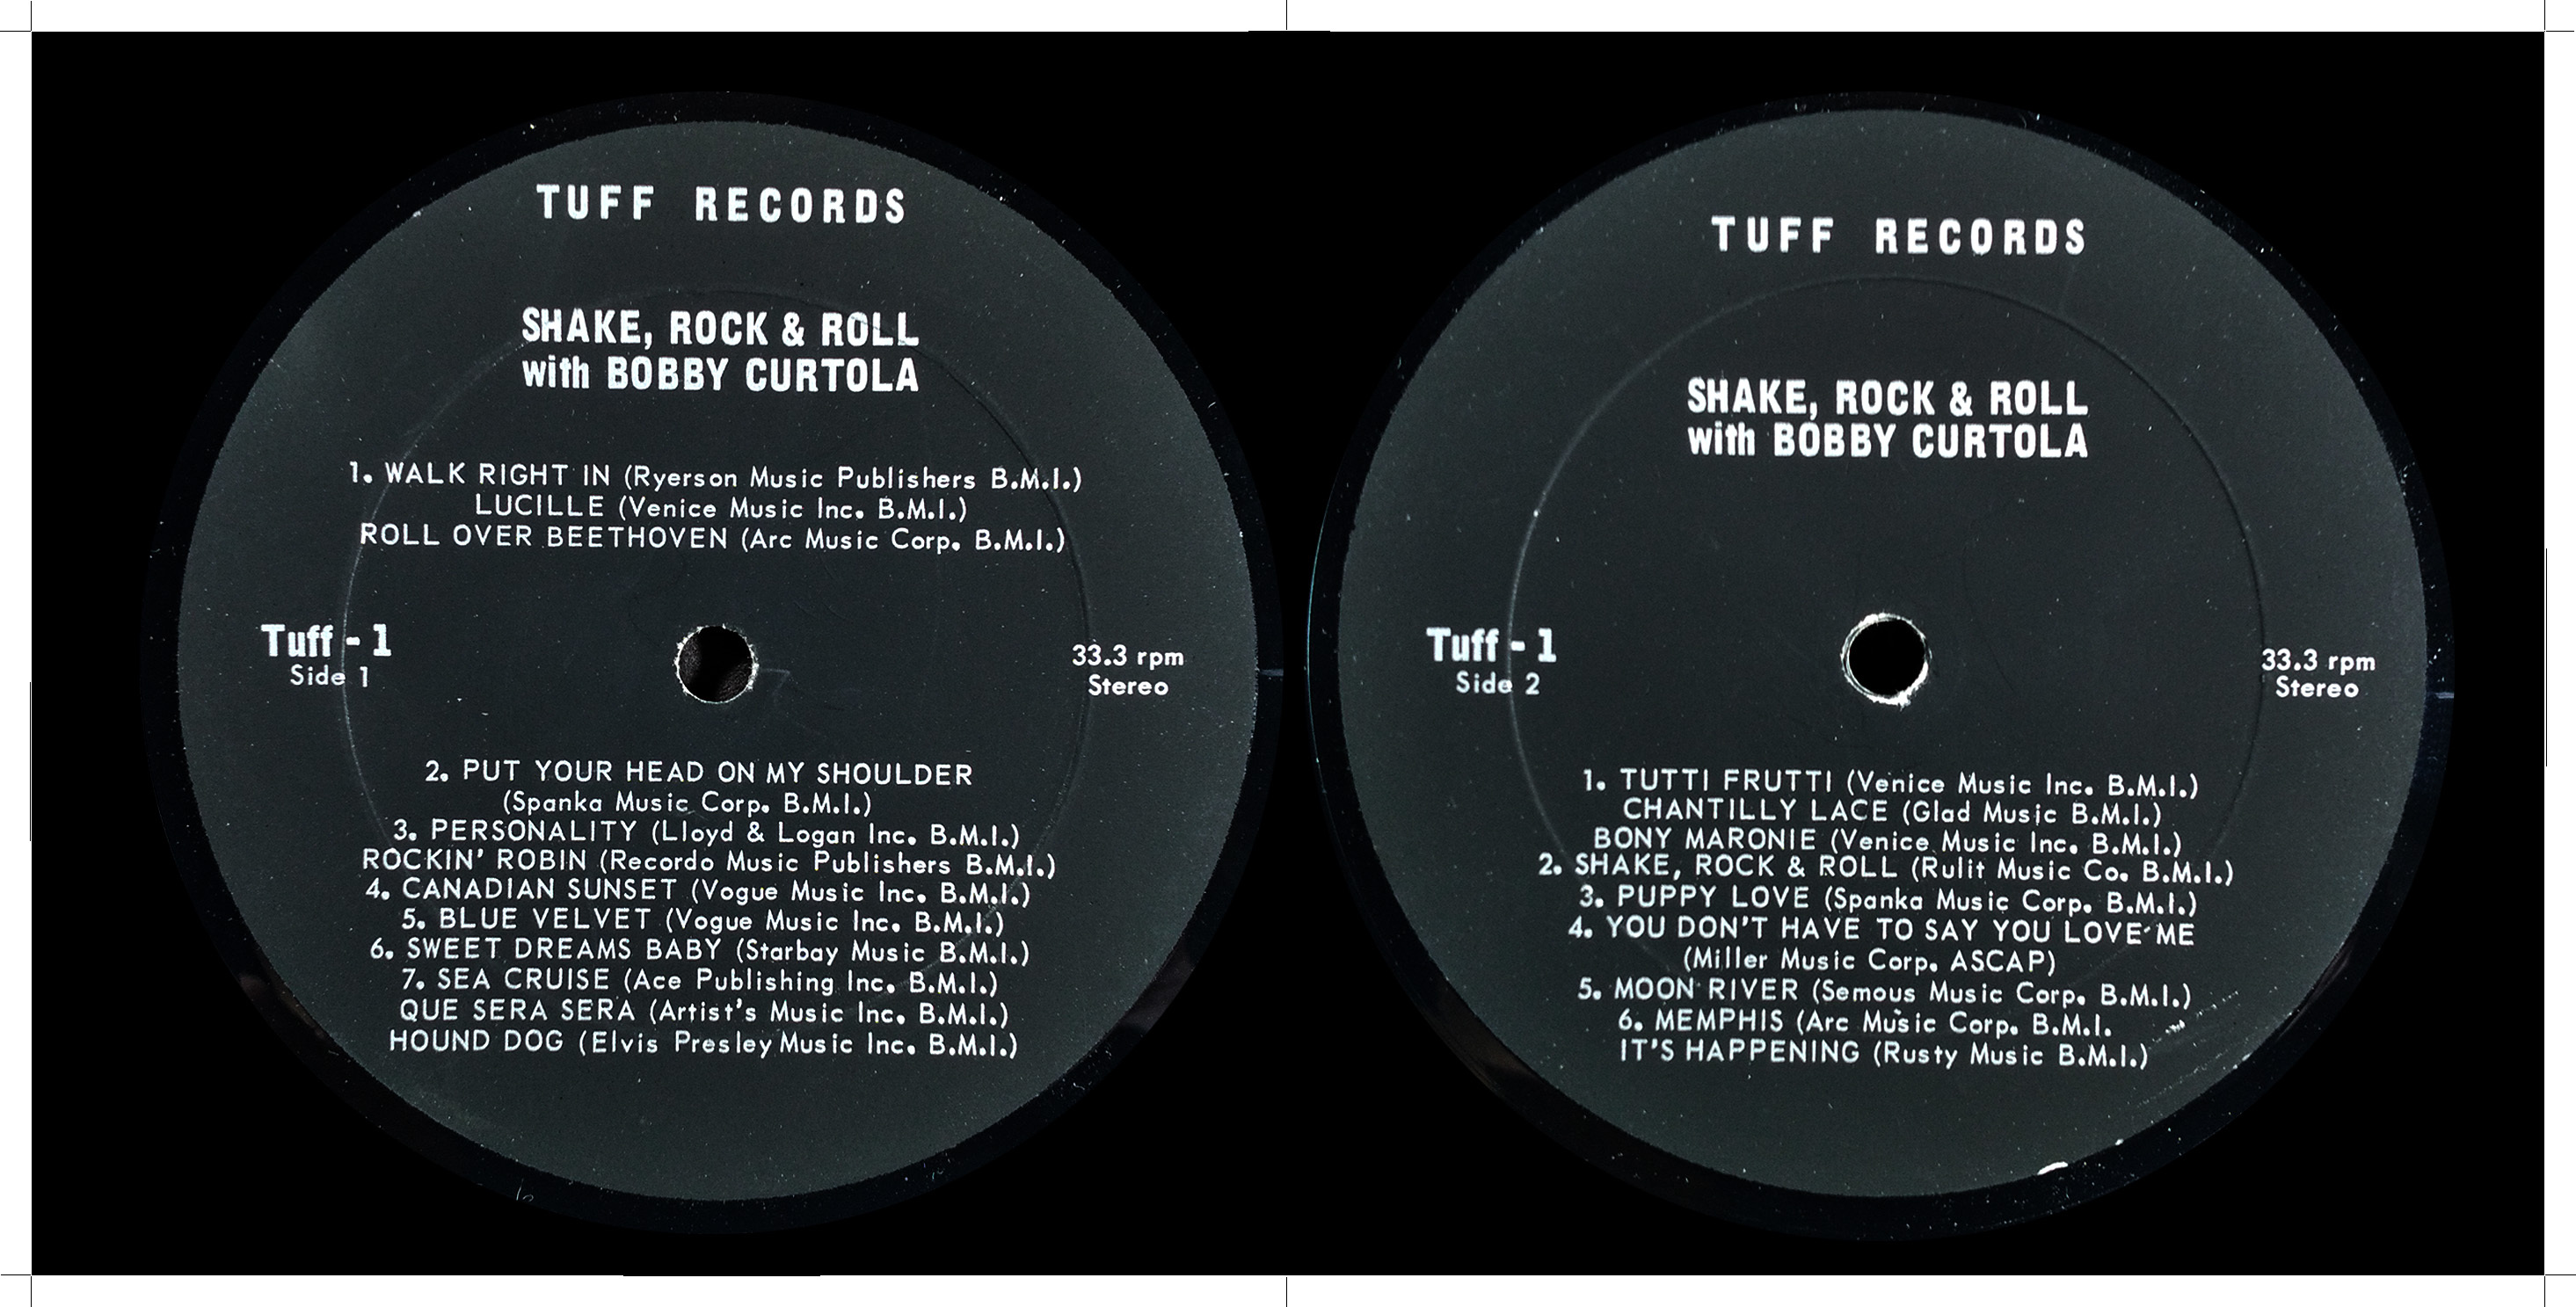 TUFF RECORDS
SHAKE, ROCK & ROLL
with BOBBY CURTOLA
1. WALK RIGHT IN (Ryerson Music Publishers B.M.I.)
LUCILLE (Venice Music Inc. B.M.I.)
ROLL OVER BEETHOVEN (Arc Music Corp. B.M.I.)
Tuff - 1
Side 1
33.3 rpm
Stereo
2. PUT YOUR HEAD ON MY SHOULDER
(Spanka Music Corp. B.M.I.)
3. PERSONALITY (Lloyd & Logan Inc. B.M.I.)
ROCKIN' ROBIN (Recordo Music Publishers B.M.I.)
4. CANADIAN SUNSET (Vogue Music Inc. B.M.I.)
5. BLUE VELVET (Vogue Music Inc. B.M.I.)
6. SWEET DREAMS BABY (Starbay Music B.M.I.)
7. SEA CRUISE (Ace Publishing Inc. B.M.I.)
QUE SERA SERA (Artist's Music Inc. B.M.I.)
HOUND DOG (Elvis Presley Music Inc. B.M.I.)
TUFF RECORDS
SHAKE, ROCK & ROLL
with BOBBY CURTOLA
Tuff - 1
Side 2
33.3 rpm
Stereo
1. TUTTI FRUTTI (Venice Music Inc. B.M.I.)
CHANTILLY LACE (Glad Music B.M.I.)
BONY MARONIE (Venice Music Inc. B.M.I.)
2. SHAKE, ROCK & ROLL (Rulit Music Co. B.M.I.)
3. PUPPY LOVE (Spanka Music Corp. B.M.I.)
4. YOU DON'T HAVE TO SAY YOU LOVE ME
(Miller Music Corp. ASCAP)
5. MOON RIVER (Semous Music Corp. B.M.I.)
6. MEMPHIS (Arc Music Corp. B.M.I.
IT'S HAPPENING (Rusty Music B.M.I.)